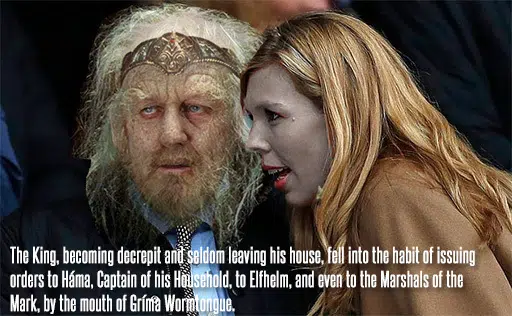 The King, becoming decrepit and seldom leaving his house, fell into the habit of issuing
orders to Háma, Captain of his Household, to Elfhelm, and even to the Marshals of the
Mark, by the mouth of Gríma Wormtongue.